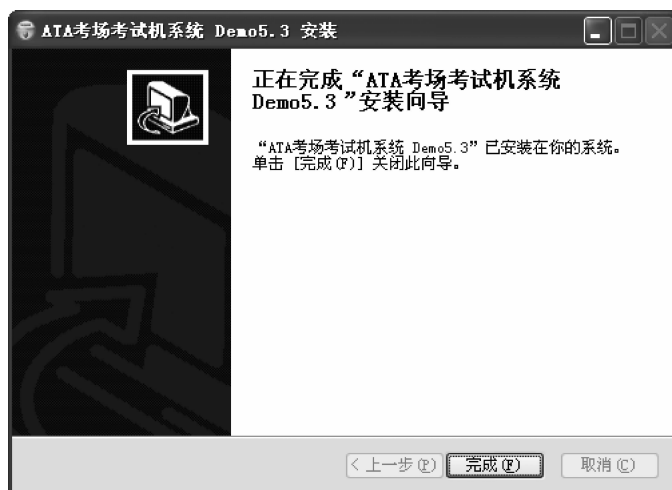 ATA考场考试机系统 Demo5.3 安装
正在完成“ATA考场考试机系统
Demo5.3”安装向导
“ATA考场考试机系统 Demo5.3”已安装在你的系统。
单击 [完成(F)] 关闭此向导。
< 上一步(P) 完成(F) 取消(C)